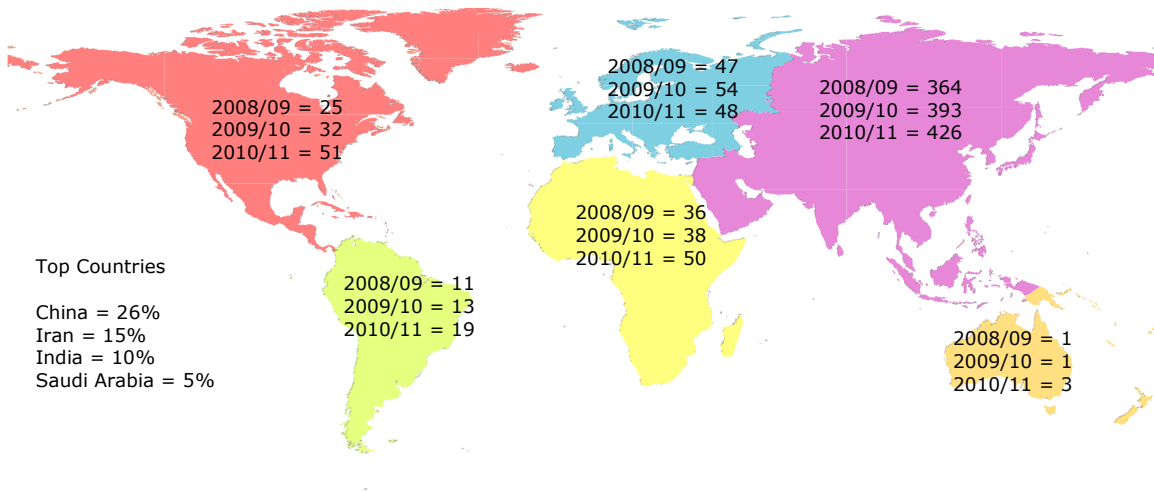 2008/09 = 25
2009/10 = 32
2010/11 = 51
2008/09 = 47
2009/10 = 54
2010/11 = 48
2008/09 = 364
2009/10 = 393
2010/11 = 426
2008/09 = 36
2009/10 = 38
2010/11 = 50
Top Countries
China = 26%
Iran = 15%
India = 10%
Saudi Arabia = 5%
2008/09 = 11
2009/10 = 13
2010/11 = 19
2008/09 = 1
2009/10 = 1
2010/11 = 3